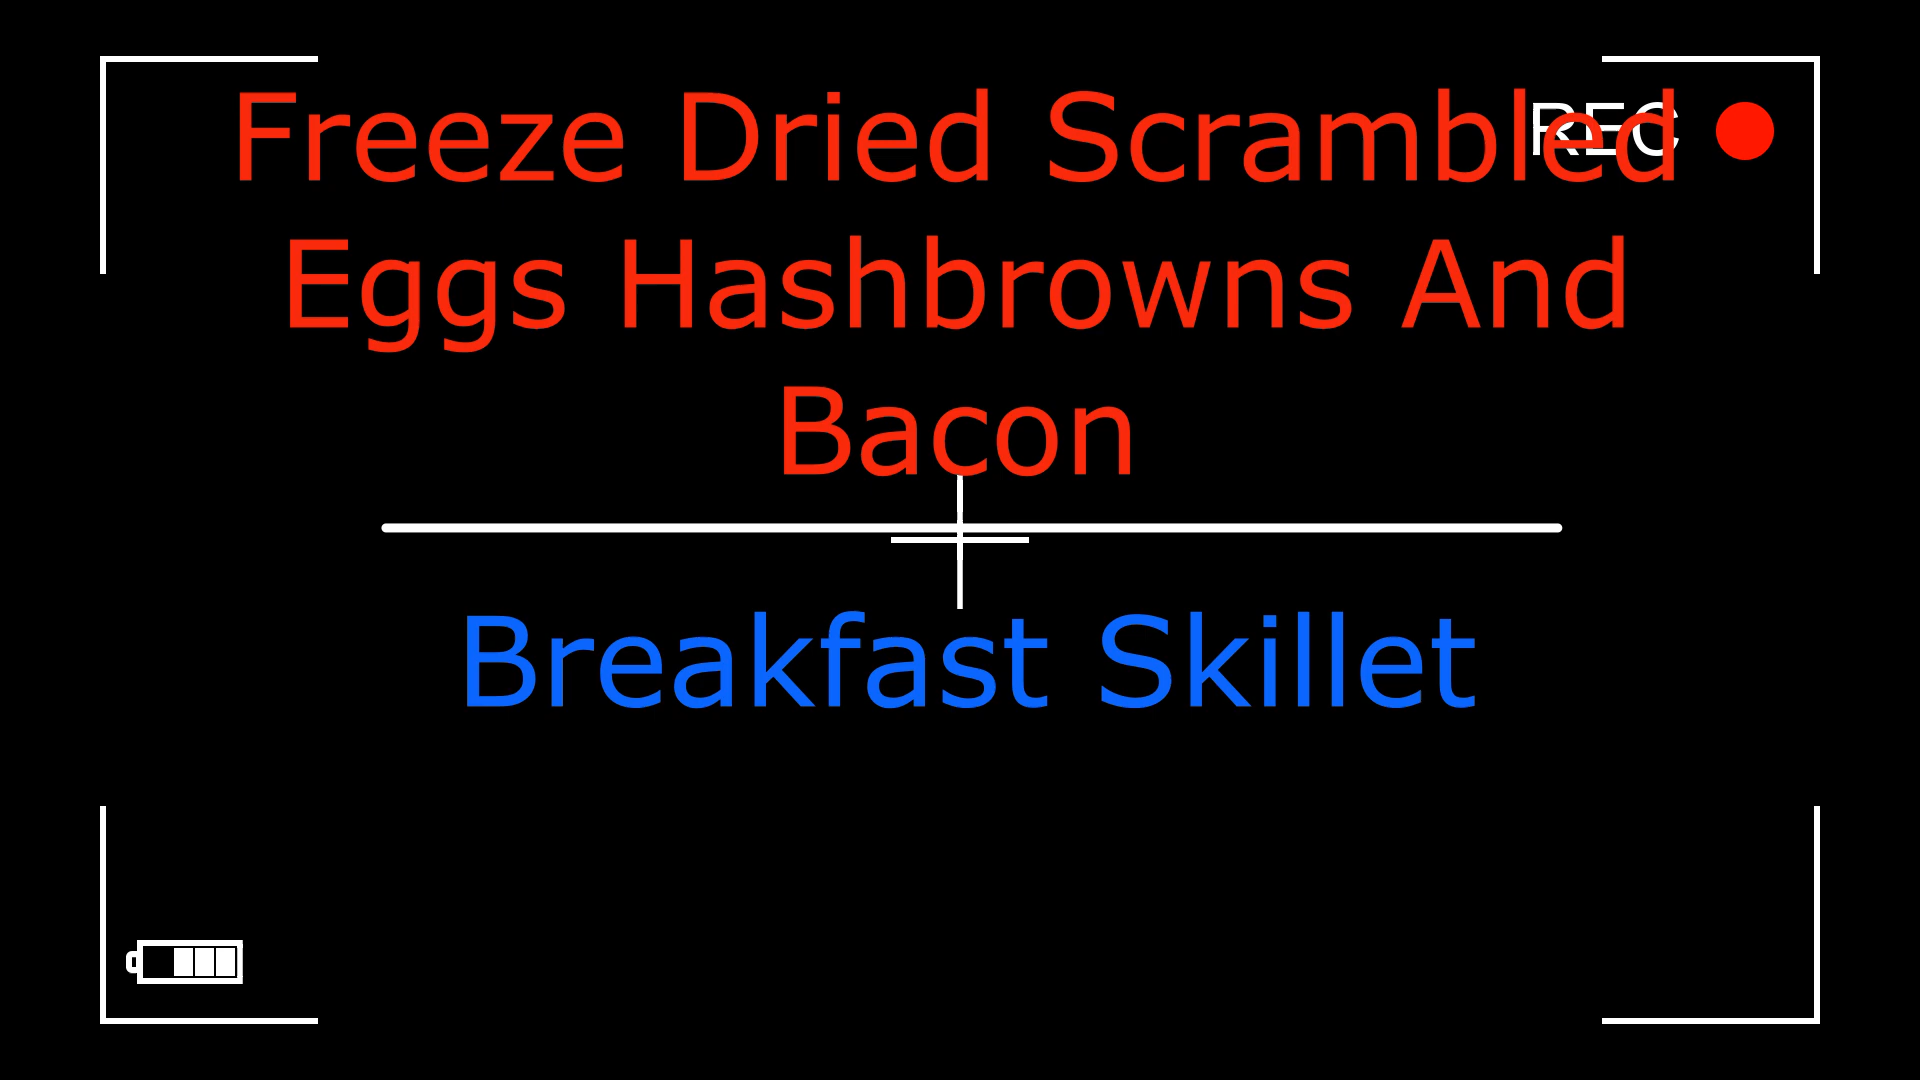 Freeze Dried Scrambled
REC
Eggs Hashbrowns And
Bacon
Breakfast Skillet